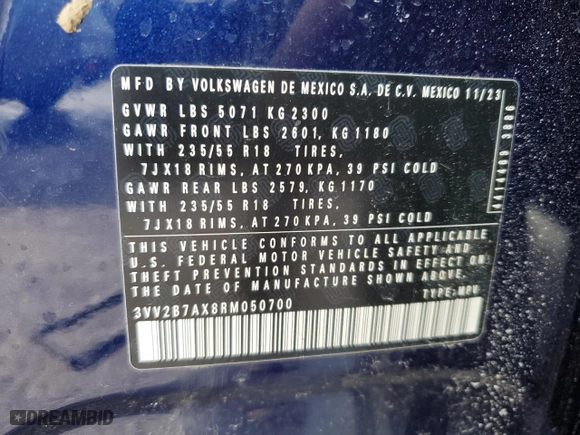 MFD BY VOLKSWAGEN DE MEXICO S.A. DE C.V. MEXICO 11/23
GVWR LBS 5071 KG 2300
GAWR FRONT LBS 2601, KG 1180
WITH 235/55 R18 TIRES,
7JX18 RIMS, AT 270 KPA, 39 PSI COLD
GAWR REAR LBS 2579, KG 1170
WITH 235/55 R18 TIRES,
7JX18 RIMS, AT 270 KPA, 39 PSI COLD
THIS VEHICLE CONFORMS TO ALL APPLICABLE
U.S. FEDERAL MOTOR VEHICLE SAFETY AND
THEFT PREVENTION STANDARDS IN EFFECT ON
THE DATE OF MANUFACTURE SHOWN ABOVE.
TYPE: MPV
3VV2B7AX8RM050700
DREAMBID